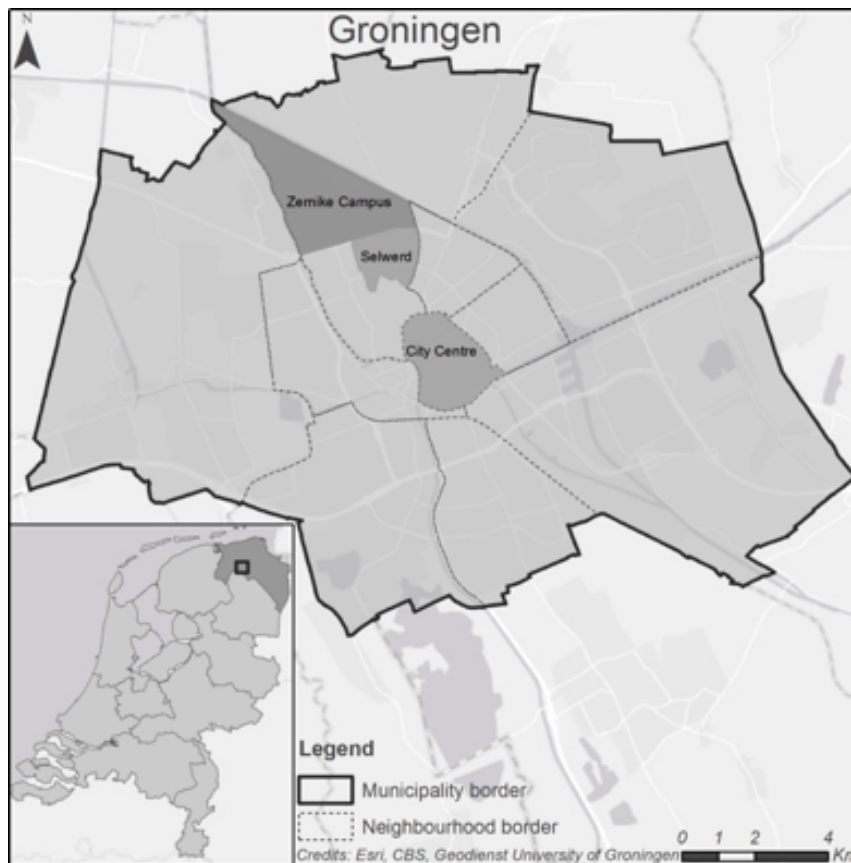 Groningen
N
Zernike Campus
Selwerd
City Centre
Legend
Municipality border
Neighbourhood border
Credits: Esri, CBS, Geodienst University of Groningen
0 1 2 4
Km